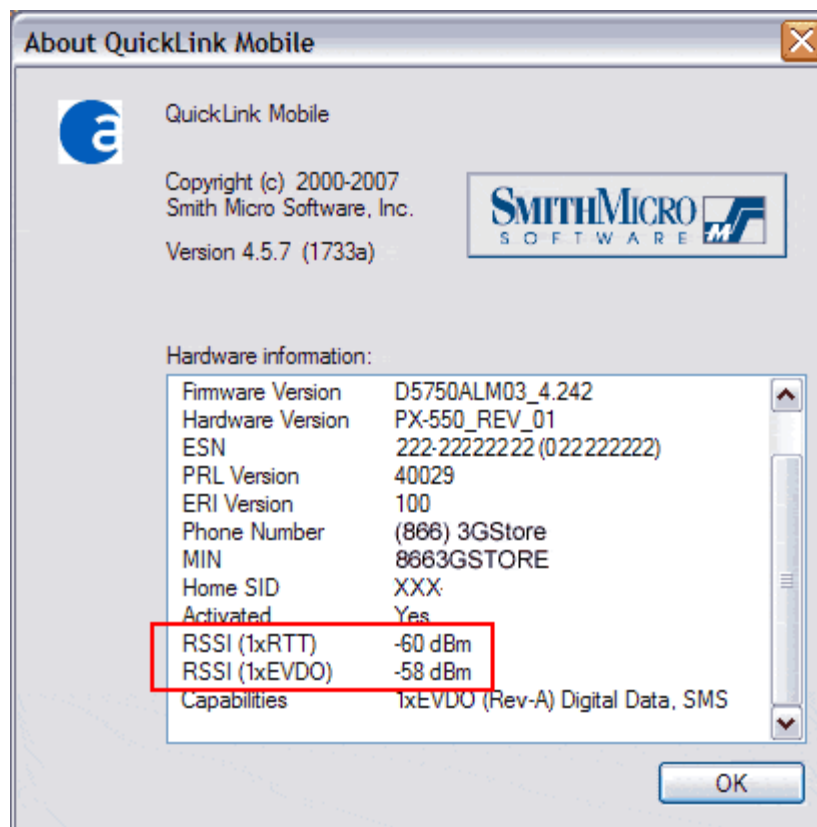 About QuickLink Mobile
a
QuickLink Mobile
Copyright (c) 2000-2007
Smith Micro Software, Inc.
Version 4.5.7 (1733a)
SMITHMICRO
SOFTWARE
M
Hardware information:
Firmware Version D5750ALM03_4.242
Hardware Version PX-550_REV_01
ESN 222-22222222 (022222222)
PRL Version 40029
ERI Version 100
Phone Number (866) 3GStore
MIN 8663GSTORE
Home SID XXX
Activated Yes
RSSI (1xRTT) -60 dBm
RSSI (1xEVDO) -58 dBm
Capabilities 1xEVDO (Rev-A) Digital Data, SMS
OK